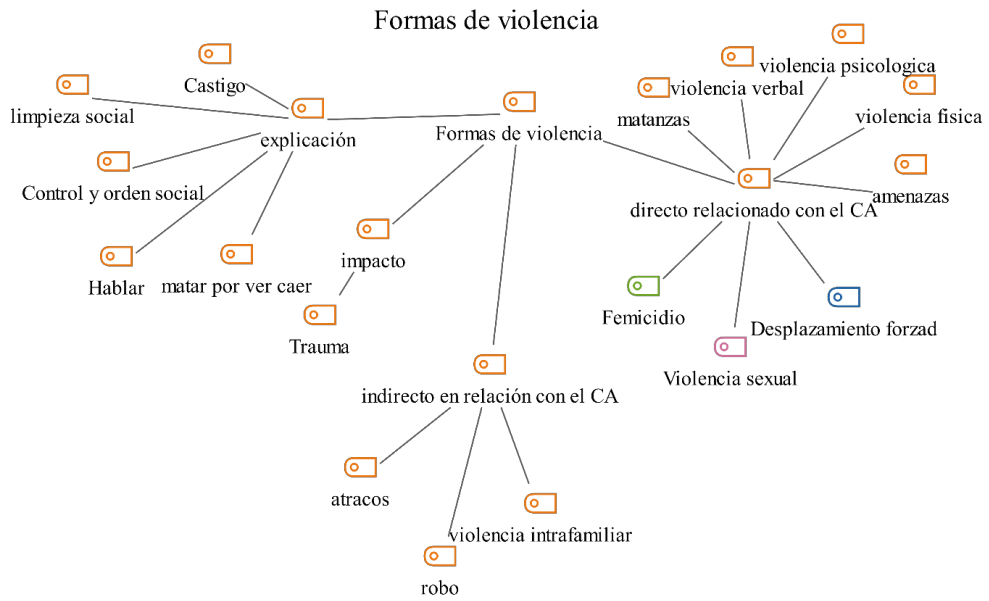 Formas de violencia
Castigo
limpieza social
explicación
Control y orden social
Hablar
matar por ver caer
Formas de violencia
impacto
Trauma
violencia psicologica
violencia verbal
matanzas
violencia fisica
amenazas
directo relacionado con el CA
Femicidio
Violencia sexual
Desplazamiento forzad
indirecto en relación con el CA
atracos
violencia intrafamiliar
robo